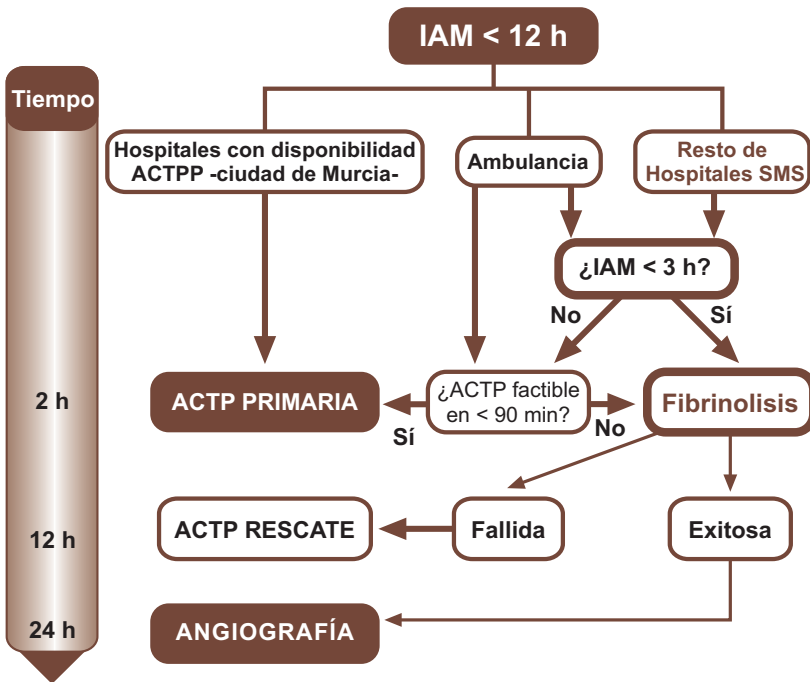 IAM < 12 h
Tiempo
Hospitales con disponibilidad
ACTPP -ciudad de Murcia-
Ambulancia
Resto de
Hospitales SMS
¿IAM < 3 h?
No
Sí
2 h
ACTP PRIMARIA
¿ACTP factible
en < 90 min?
Fibrinolisis
Sí
No
12 h
ACTP RESCATE
Fallida
Exitosa
24 h
ANGIOGRAFÍA